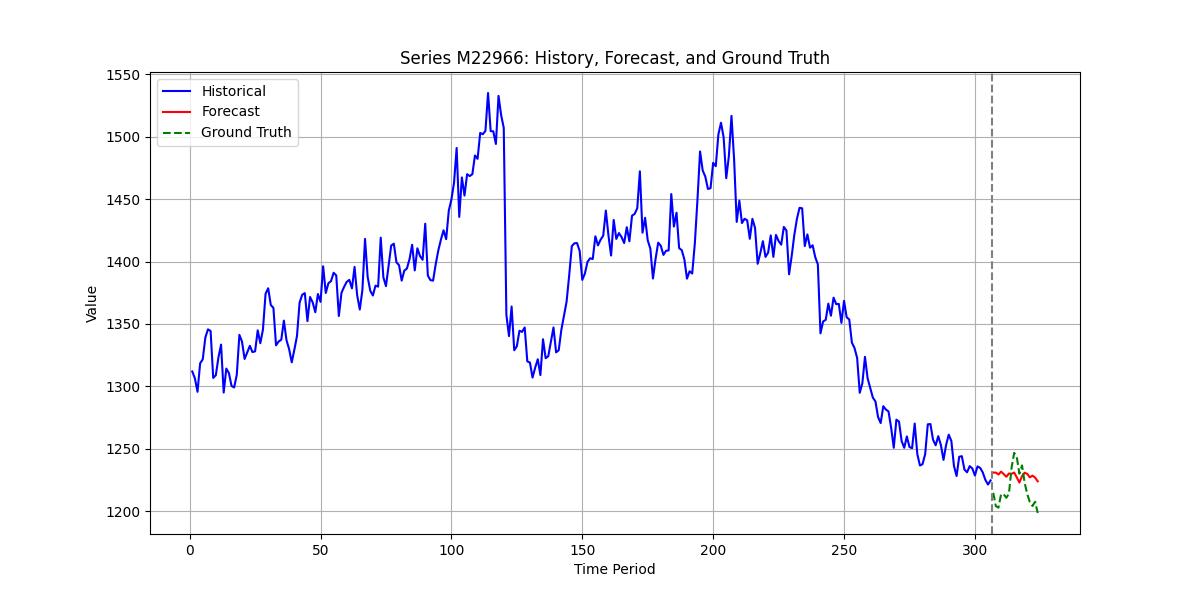 Series M22966: History, Forecast, and Ground Truth
Historical
Forecast
Ground Truth
Value
1550
1500
1450
1400
1350
1300
1250
1200
0 50 100 150 200 250 300
Time Period